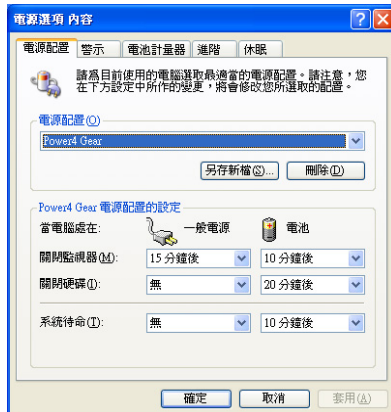 電源選項 內容
電源配置 警示 電池計量器 進階 休眠
請為目前使用的電腦選取最適當的電源配置。請注意，您
在下方設定中所作的變更，將會修改您所選取的配置。
電源配置(O)
Power4 Gear
另存新檔(S)... 刪除(D)
Power4 Gear 電源配置的設定
當電腦處在: 一般電源 電池
關閉監視器(M): 15 分鐘後 10 分鐘後
關閉硬碟(I): 無 20 分鐘後
系統待命(T): 無 10 分鐘後
確定 取消 套用(A)